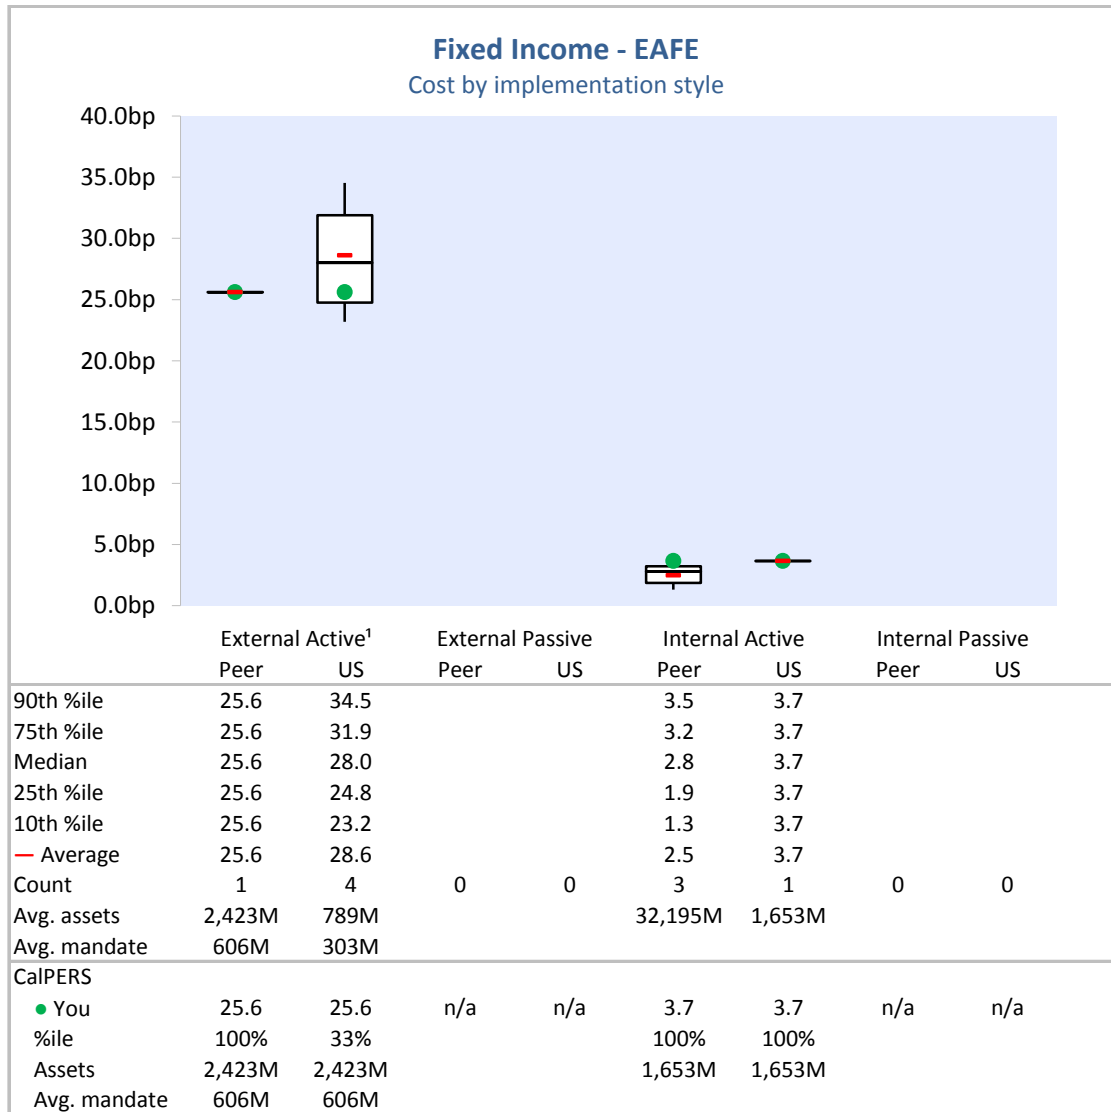 Fixed Income - EAFE
Cost by implementation style
40.0bp
35.0bp
30.0bp
25.0bp
20.0bp
15.0bp
10.0bp
5.0bp
0.0bp
External Active¹ External Passive Internal Active Internal Passive
Peer US Peer US Peer US Peer US
90th %ile 25.6 34.5 3.5 3.7
75th %ile 25.6 31.9 3.2 3.7
Median 25.6 28.0 2.8 3.7
25th %ile 25.6 24.8 1.9 3.7
10th %ile 25.6 23.2 1.3 3.7
— Average 25.6 28.6 2.5 3.7
Count 1 4 0 0 3 1 0 0
Avg. assets 2,423M 789M 32,195M 1,653M
Avg. mandate 606M 303M
CalPERS
● You 25.6 25.6 n/a n/a 3.7 3.7 n/a n/a
%ile 100% 33% 100% 100%
Assets 2,423M 2,423M 1,653M 1,653M
Avg. mandate 606M 606M